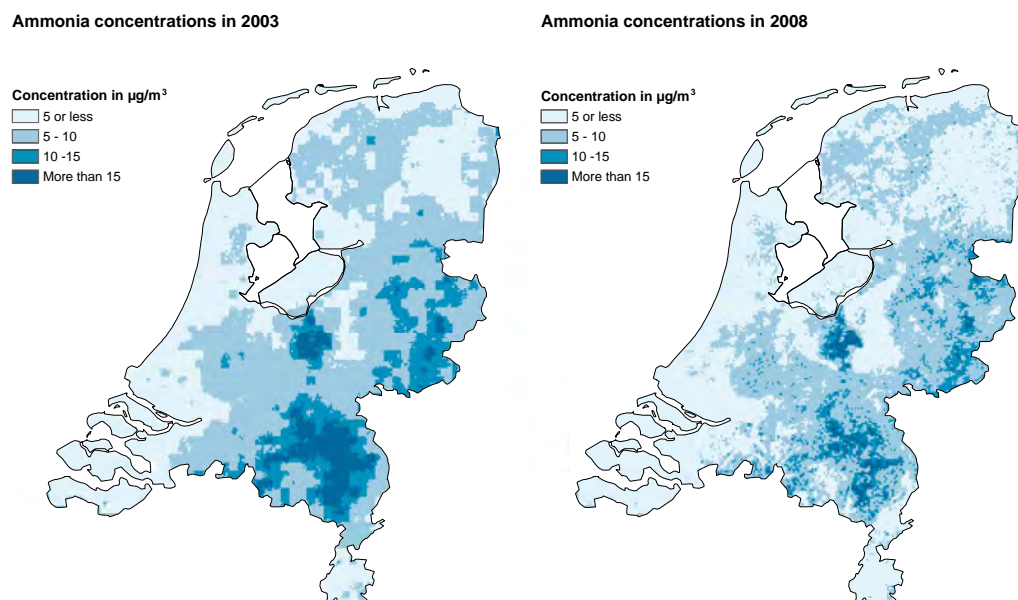 Ammonia concentrations in 2003
Concentration in µg/m³
5 or less
5 - 10
10 -15
More than 15
Ammonia concentrations in 2008
Concentration in µg/m³
5 or less
5 - 10
10 -15
More than 15